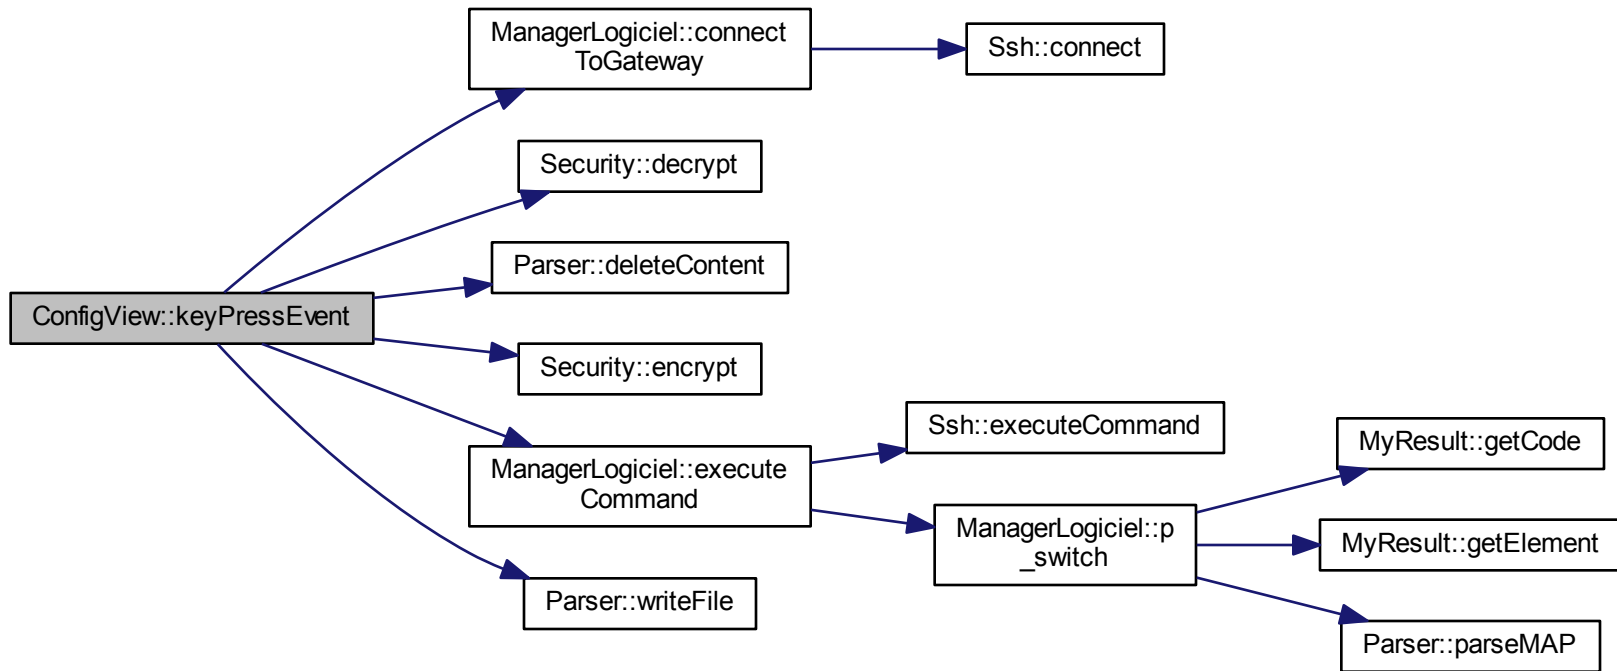 ManagerLogiciel::connect
ToGateway
Ssh::connect
Security::decrypt
Parser::deleteContent
ConfigView::keyPressEvent
Security::encrypt
Ssh::executeCommand
MyResult::getCode
ManagerLogiciel::execute
Command
ManagerLogiciel::p
_switch
MyResult::getElement
Parser::writeFile
Parser::parseMAP